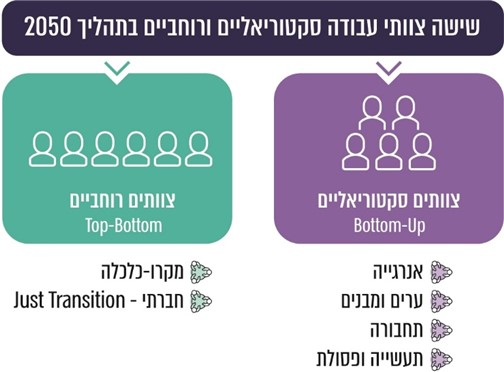 שישה צוותי עבודה סקטוריאליים ורוחביים בתהליך 2050
צוותים סקטוריאליים
Bottom-Up
אנרגייה
ערים ומבנים
תחבורה
תעשייה ופסולת
צוותים רוחביים
Top-Bottom
מקרו-כלכלה
חברתי - Just Transition